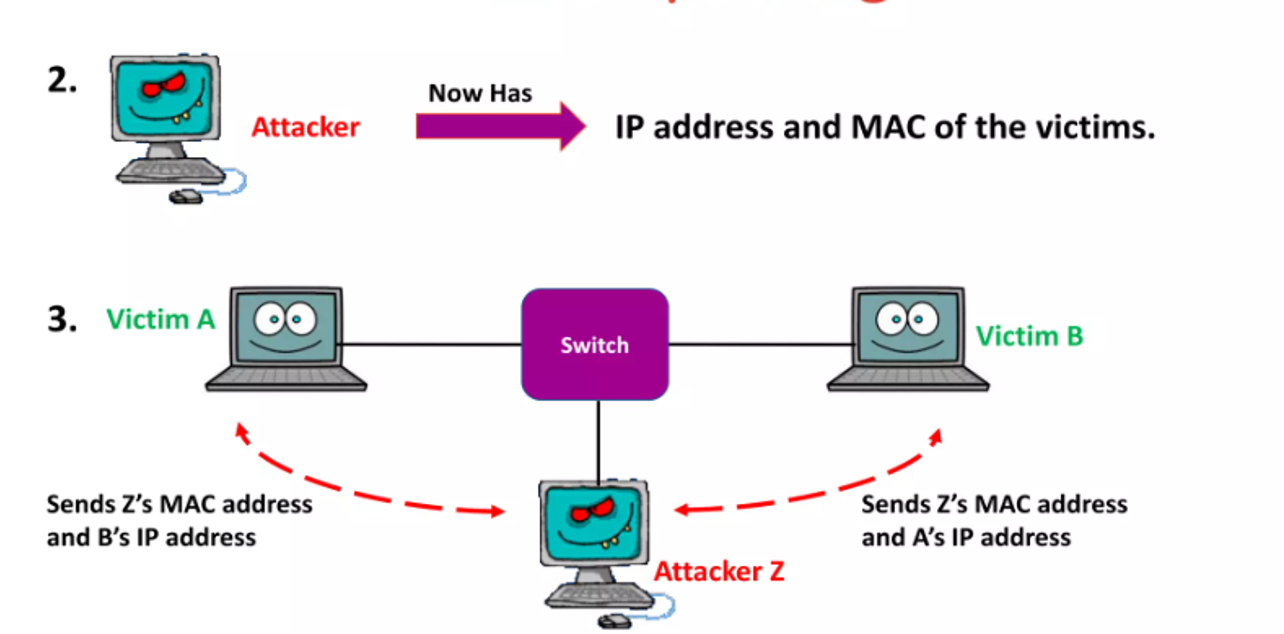 2.
Attacker
Now Has
IP address and MAC of the victims.
3.
Victim A
Switch
Victim B
Sends Z's MAC address
and B's IP address
Sends Z's MAC address
and A's IP address
Attacker Z